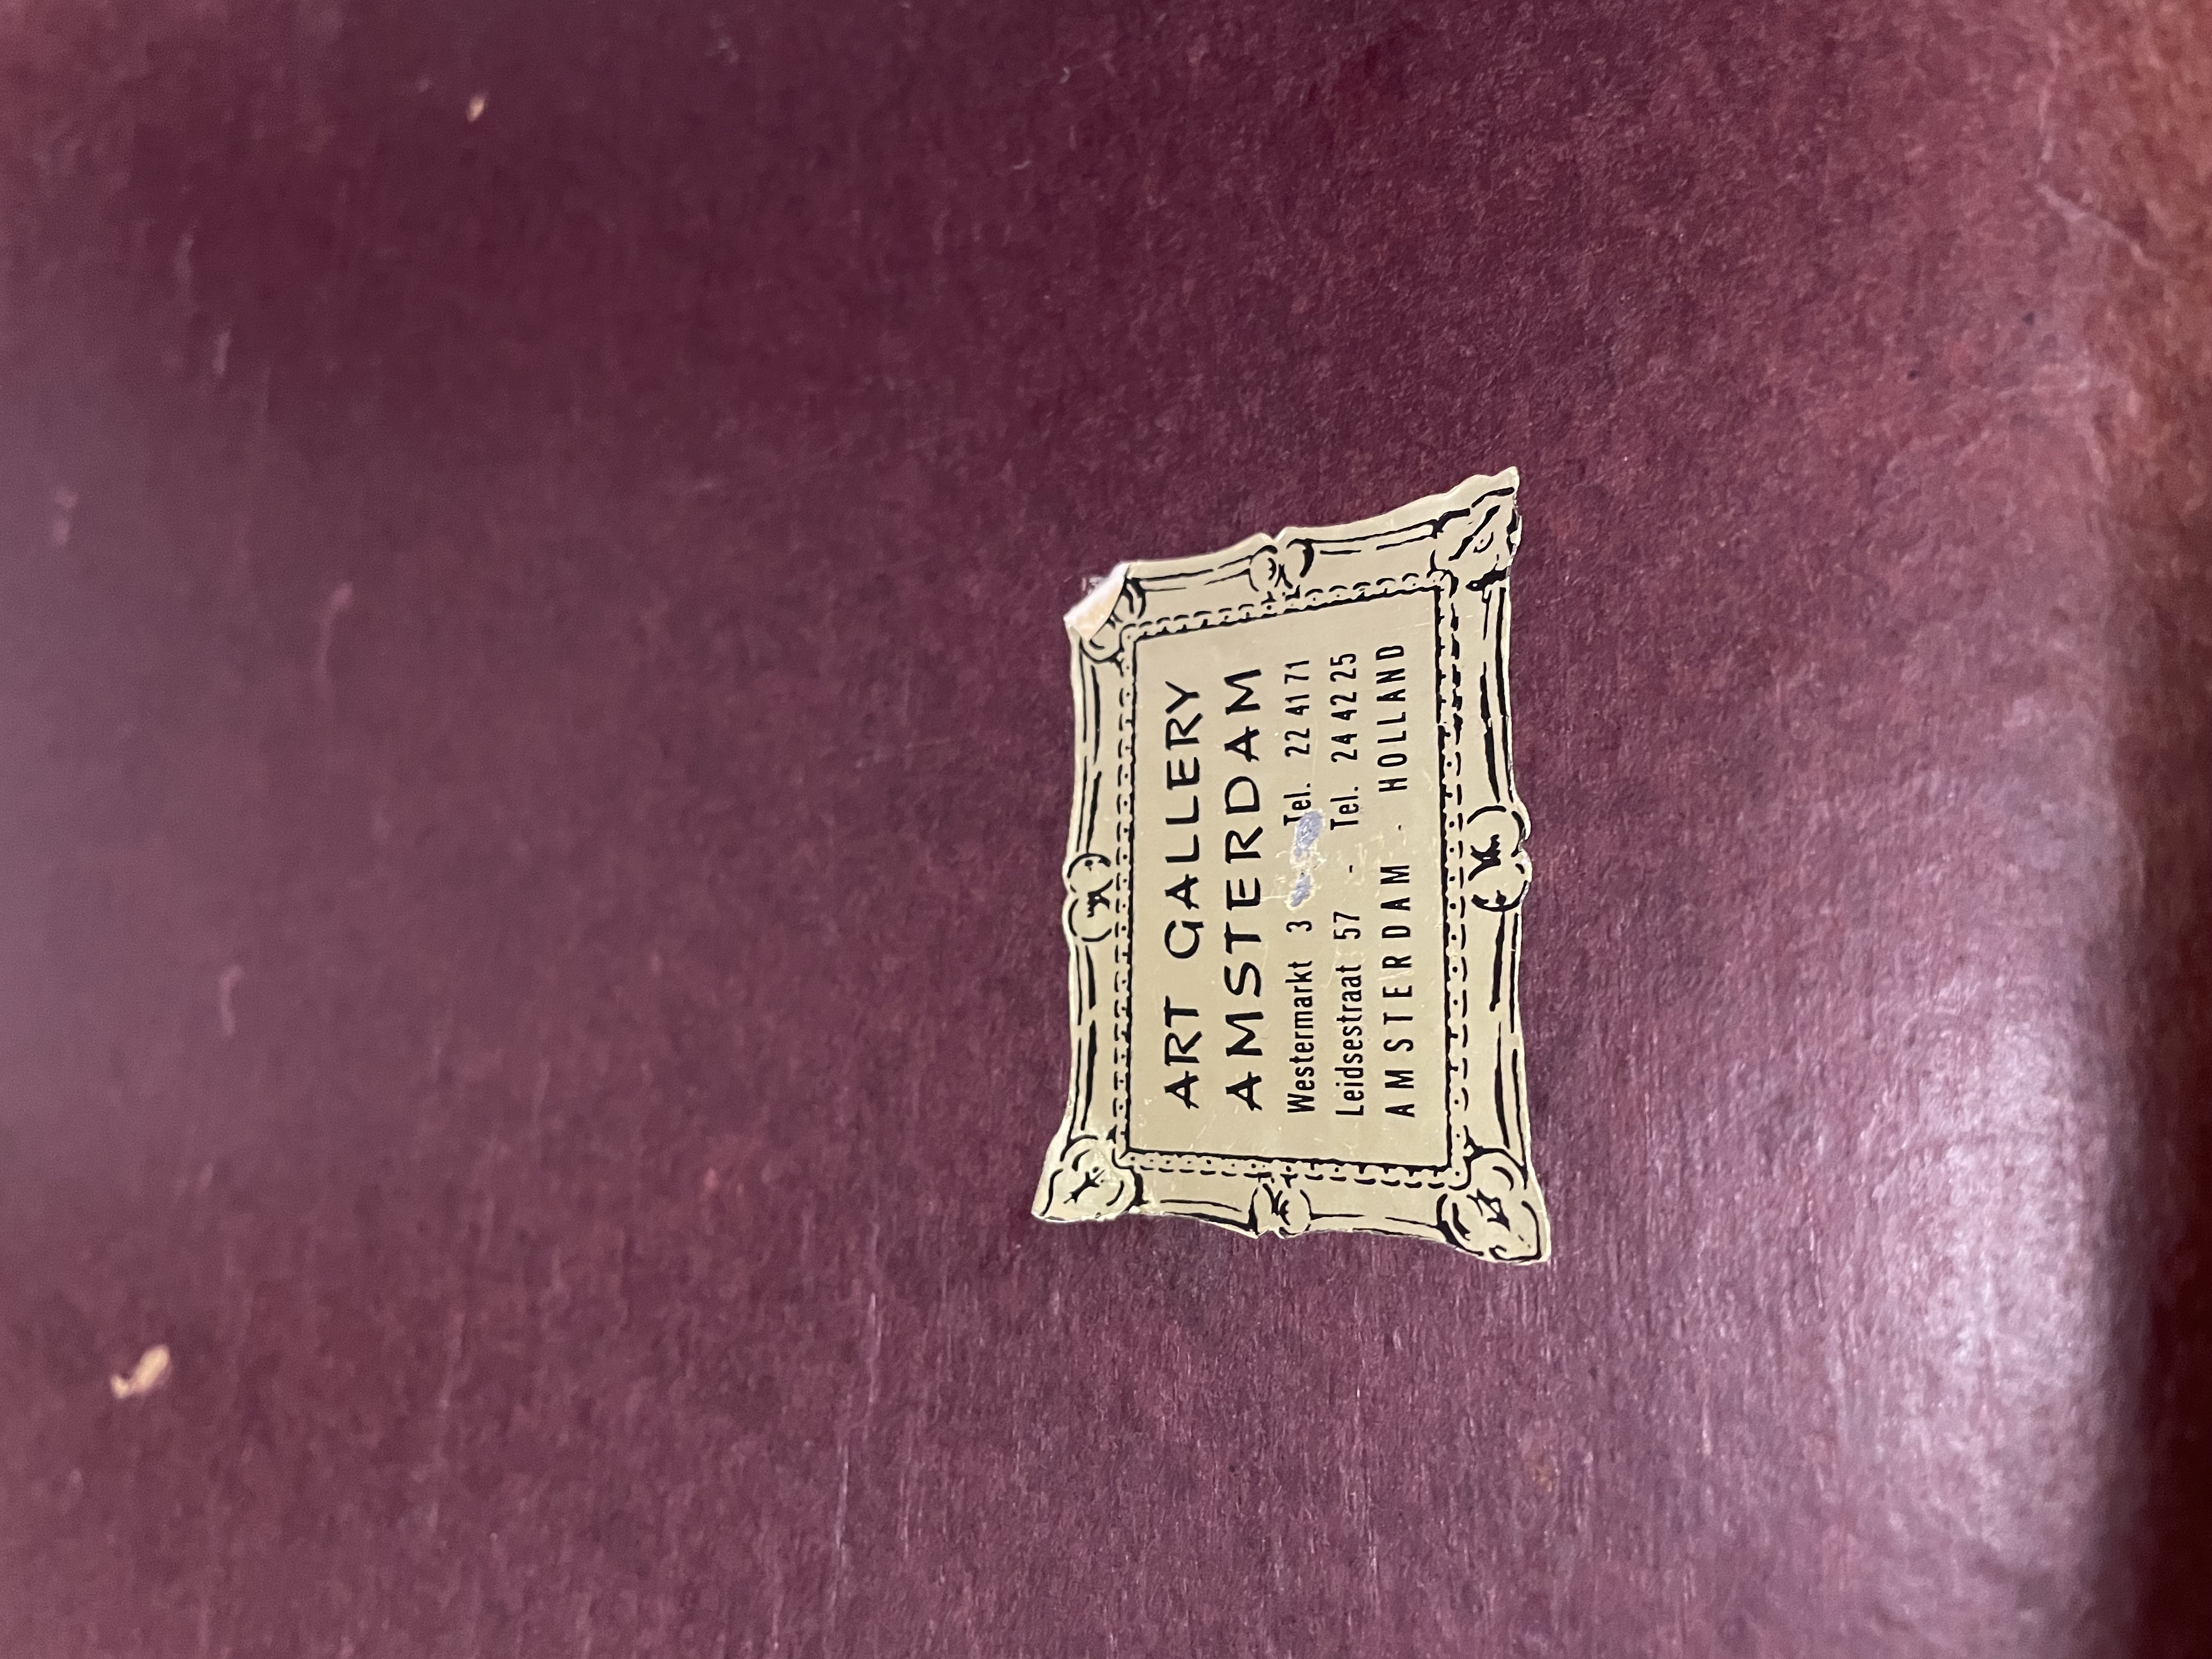 ART GALLERY
AMSTERDAM
Westermarkt 3 Tel. 22 41 71
Leidsestraat 57 - Tel. 24 42 25
AMSTERDAM - HOLLAND